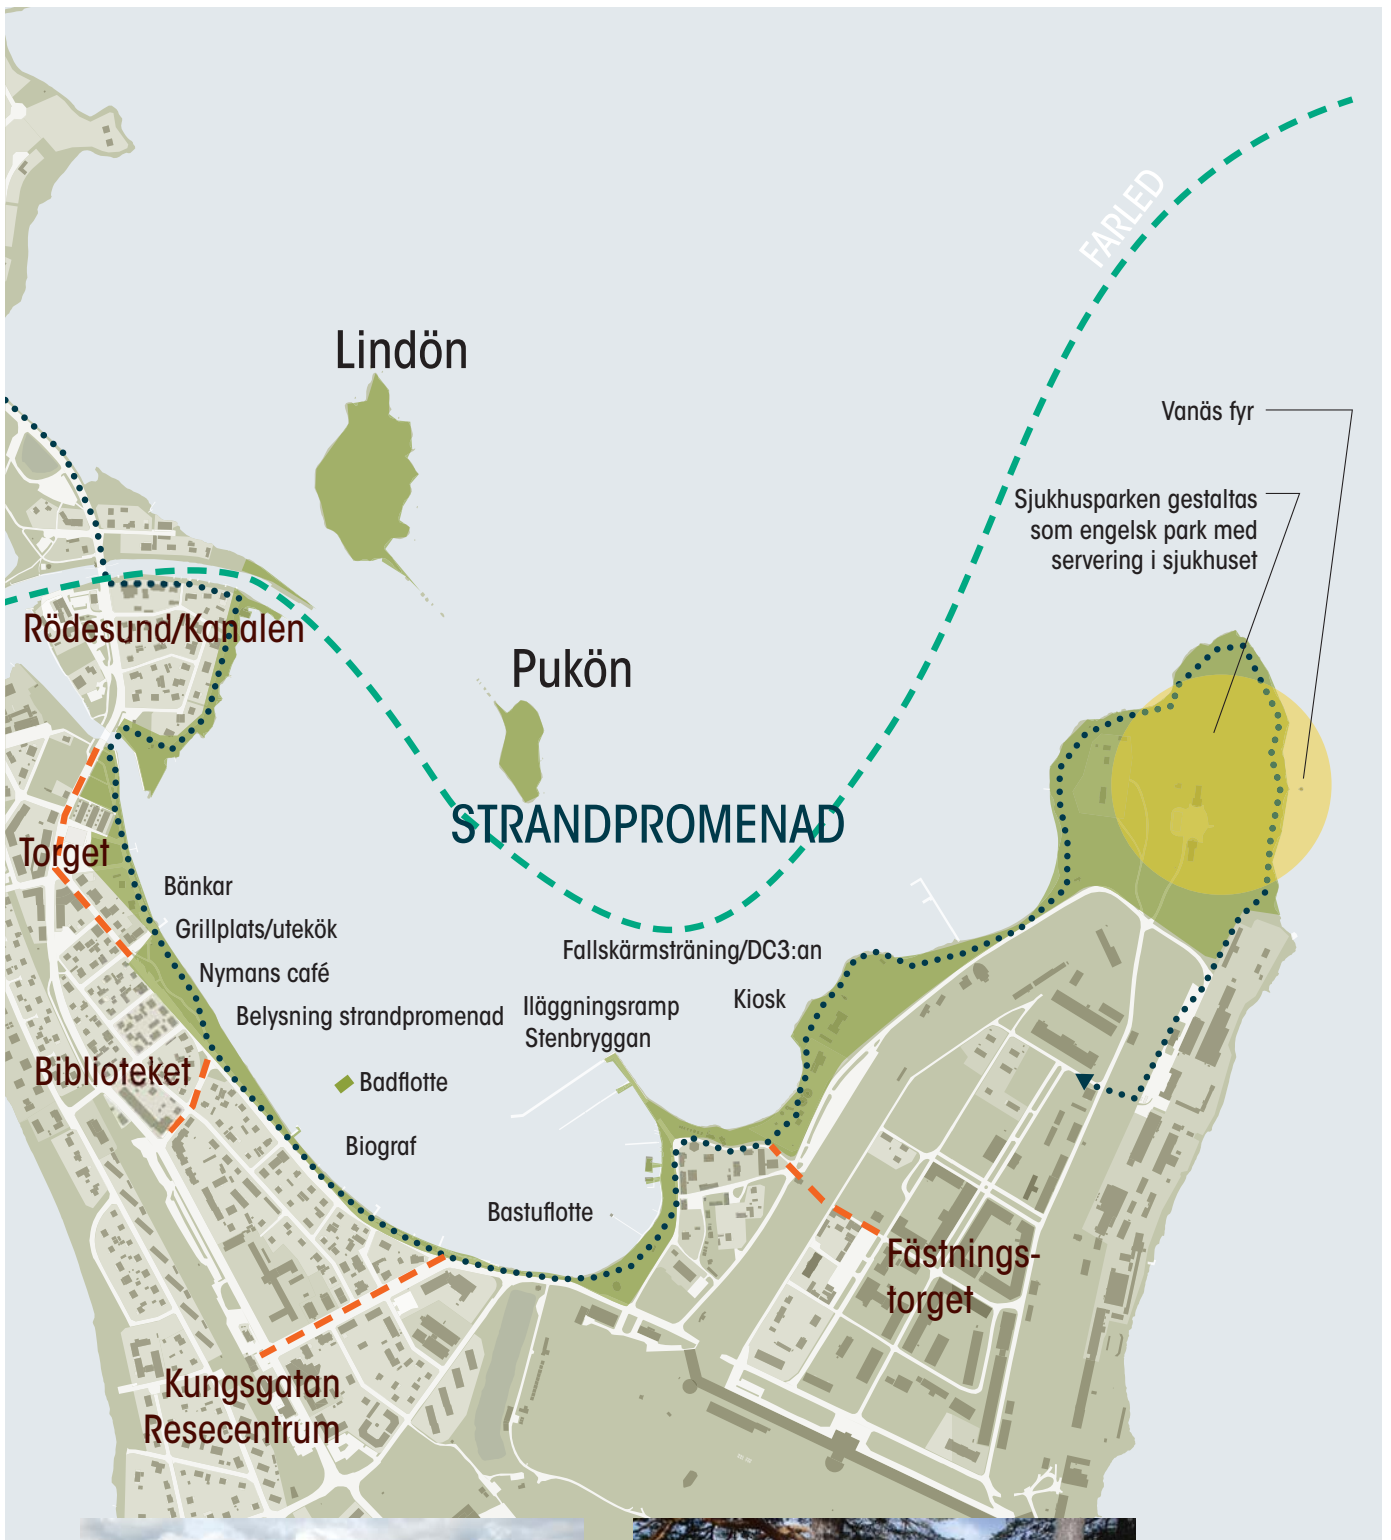 FARLED
Lindön
Vanäs fyr
Sjukhusparken gestaltas
som engelsk park med
servering i sjukhuset
Rödesund/Kanalen
Pukön
STRANDPROMENAD
Torget
Bänkar
Grillplats/utekök
Fallskärmsträning/DC3:an
Nymans café
Kiosk
Belysning strandpromenad
Iläggningsramp
Stenbryggan
Biblioteket
Badflotte
Biograf
Bastuflotte
Fästnings-
torget
Kungsgatan
Resecentrum